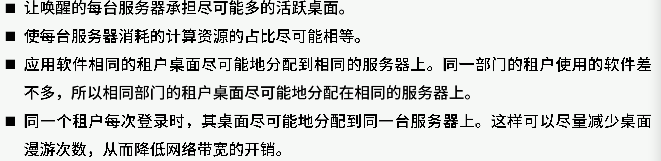 ■ 让唤醒的每台服务器承担尽可能多的活跃桌面。
■ 使每台服务器消耗的计算资源的占比尽可能相等。
■ 应用软件相同的租户桌面尽可能地分配到相同的服务器上。同一部门的租户使用的软件差
不多，所以相同部门的租户桌面尽可能地分配在相同的服务器上。
■ 同一个租户每次登录时，其桌面尽可能地分配到同一台服务器上。这样可以尽量减少桌面
漫游次数，从而降低网络带宽的开销。